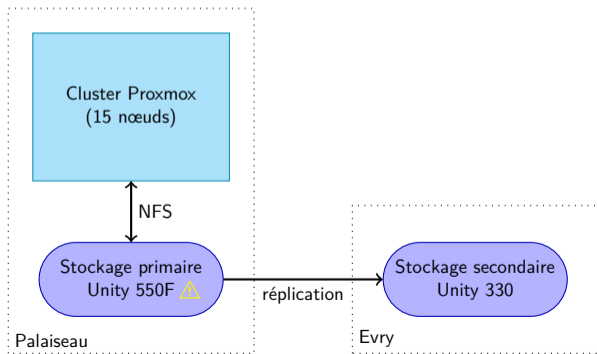 Cluster Proxmox
(15 nœuds)
NFS
Stockage primaire
Unity 550F
réplication
Stockage secondaire
Unity 330
Palaiseau
Evry